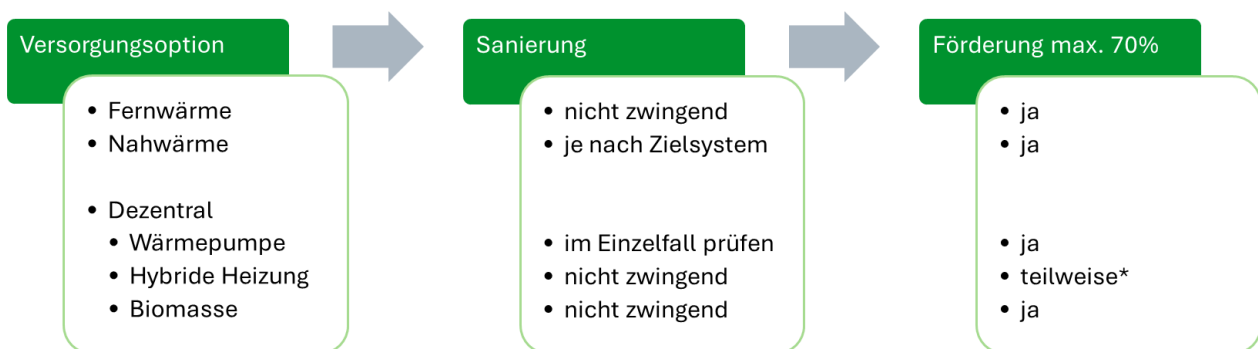 Versorgungsoption
• Fernwärme
• Nahwärme
• Dezentral
• Wärmepumpe
• Hybride Heizung
• Biomasse
Sanierung
• nicht zwingend
• je nach Zielsystem
• im Einzelfall prüfen
• nicht zwingend
• nicht zwingend
Förderung max. 70%
• ja
• ja
• ja
• teilweise*
• ja